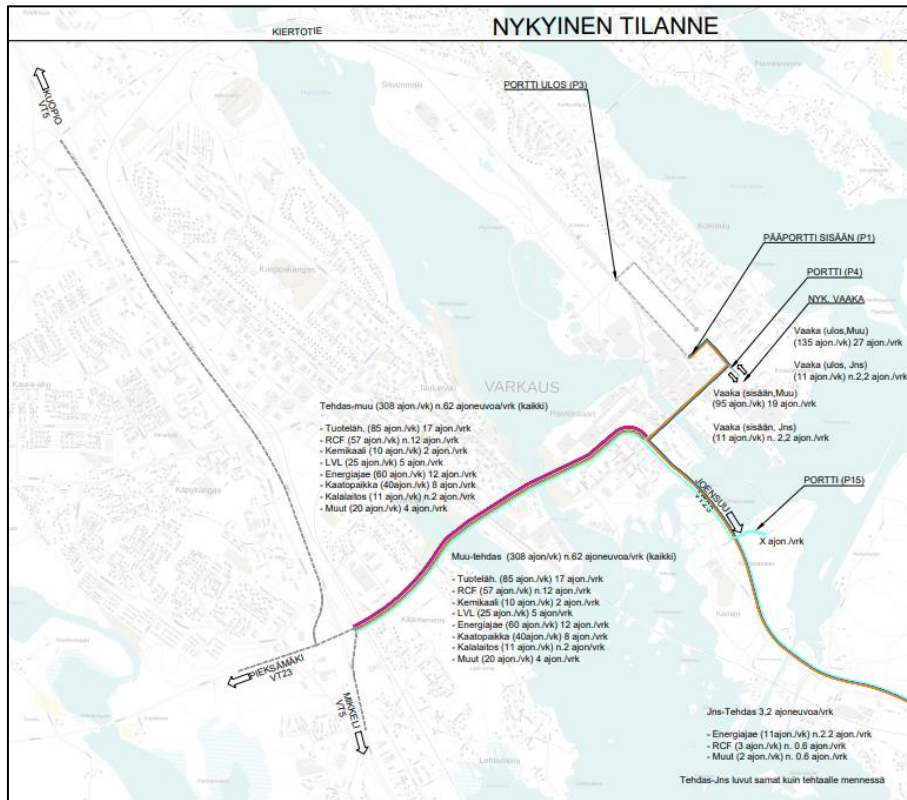 NYKYINEN TILANNE
KIERTOTIE
KUOPIO
VT5
PORTTI ULOS (P3)
PÄÄPORTTI SISÄÄN (P1)
PORTTI (P4)
NYK. VAAKA
Vaaka (ulos,Muu)
(135 ajon./vk) 27 ajon./vrk
Vaaka (ulos, Jns)
(11 ajon./vk) n.2,2 ajon./vrk
Vaaka (sisään,Muu)
(95 ajon./vk) 19 ajon./vrk
Vaaka (sisään, Jns)
(11 ajon./vk) n. 2,2 ajon./vrk
VARKAUS
Kuoppakangas
Kommila
Taulumäki
Kaura-aho
Tehdas-muu (308 ajon./vk) n.62 ajoneuvoa/vrk (kaikki)
- Tuoteläh. (85 ajon./vk) 17 ajon./vrk
- RCF (57 ajon./vk) n.12 ajon./vrk
- Kemikaali (10 ajon./vk) 2 ajon./vrk
- LVL (25 ajon./vk) 5 ajon./vrk
- Energiajae (60 ajon./vk) 12 ajon./vrk
- Kaatopaikka (40ajon./vk) 8 ajon./vrk
- Kalalaitos (11 ajon./vk) n.2 ajon./vrk
- Muut (20 ajon./vk) 4 ajon./vrk
JOENSUU
VT23
PORTTI (P15)
X ajon./vrk
Muu-tehdas (308 ajon/vk) n.62 ajoneuvoa/vrk (kaikki)
- Tuoteläh. (85 ajon./vk) 17 ajon./vrk
- RCF (57 ajon./vk) n.12 ajon./vrk
- Kemikaali (10 ajon./vk) 2 ajon./vrk
- LVL (25 ajon./vk) 5 ajon/vrk
- Energiajae (60 ajon./vk) 12 ajon./vrk
- Kaatopaikka (40ajon./vk) 8 ajon./vrk
- Kalalaitos (11 ajon./vk) n.2 ajon/vrk
- Muut (20 ajon./vk) 4 ajon./vrk
Käärmeniemi
PIEKSÄMÄKI
VT23
MIKKELI
VT5
Jns-Tehdas 3,2 ajoneuvoa/vrk
- Energiajae (11ajon./vk) n.2.2 ajon./vrk
- RCF (3 ajon./vk) n. 0.6 ajon./vrk
- Muut (2 ajon./vk) n. 0.6 ajon./vrk
Tehdas-Jns luvut samat kuin tehtaalle mennessä